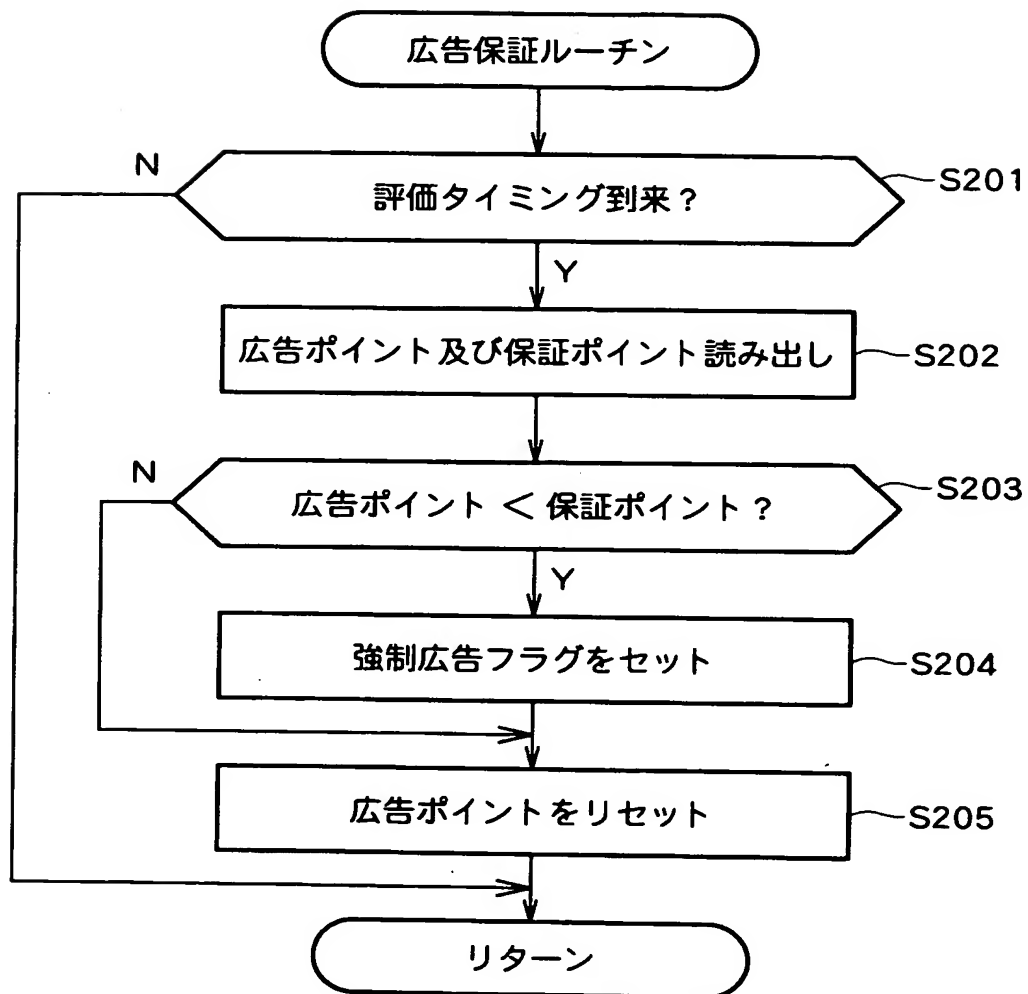 広告保証ルーチン
N
評価タイミング到来?
S201
Y
広告ポイント及び保証ポイント読み出し
S202
N
広告ポイント < 保証ポイント?
S203
Y
強制広告フラグをセット
S204
広告ポイントをリセット
S205
リターン